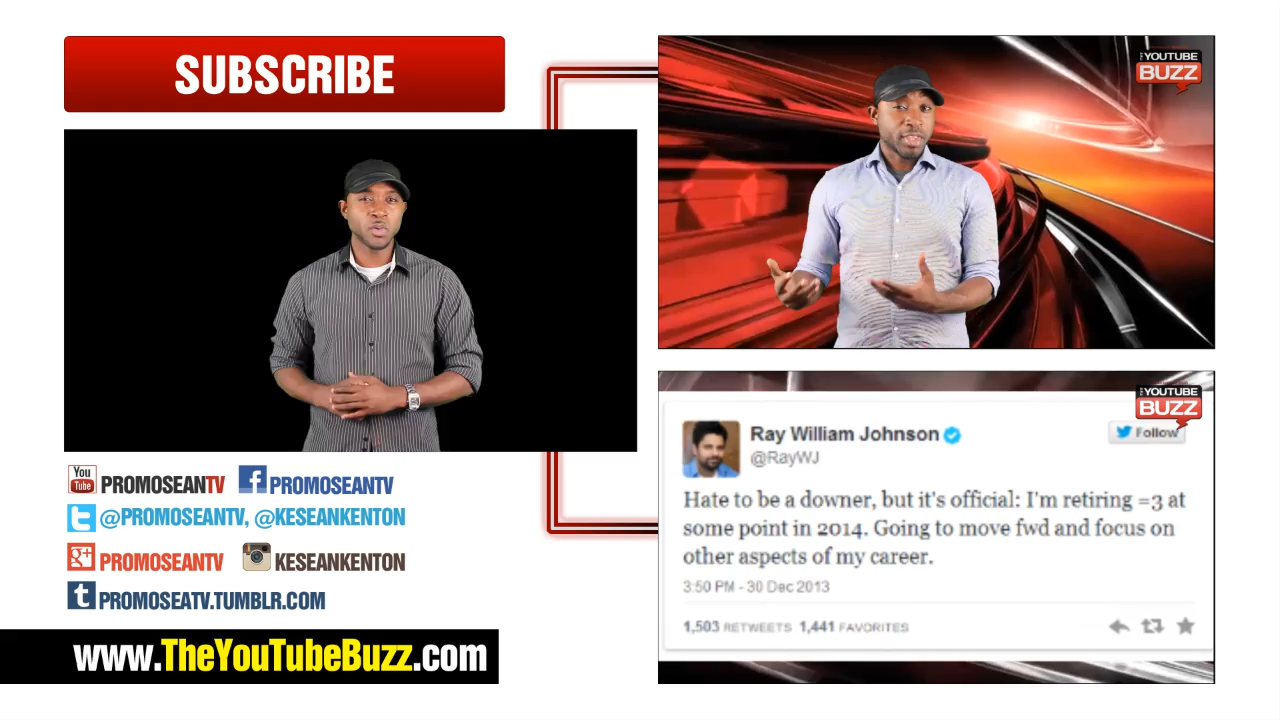 SUBSCRIBE
You
Tube
PROMOSEANTV
f
PROMOSEANTV
@PROMOSEANTV, @KESEANKENTON
g+
PROMOSEANTV
KESEANKENTON
t
PROMOSEATV.TUMBLR.COM
www.TheYouTubeBuzz.com
YOUTUBE
BUZZ
YOUTUBE
BUZZ
Ray William Johnson
@RayWJ
Follow
Hate to be a downer, but it's official: I'm retiring =3 at
some point in 2014. Going to move fwd and focus on
other aspects of my career.
3:50 PM - 30 Dec 2013
1,503 RETWEETS 1,441 FAVORITES